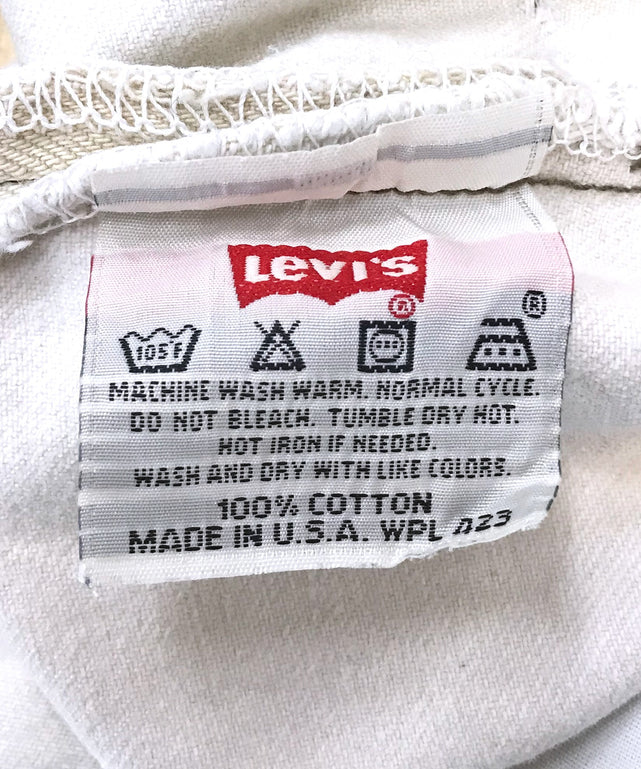 Levi's
®
®
105F
MACHINE WASH WARM. NORMAL CYCLE.
DO NOT BLEACH. TUMBLE DRY HOT.
HOT IRON IF NEEDED.
WASH AND DRY WITH LIKE COLORS.
100% COTTON
MADE IN U.S.A. WPL 423